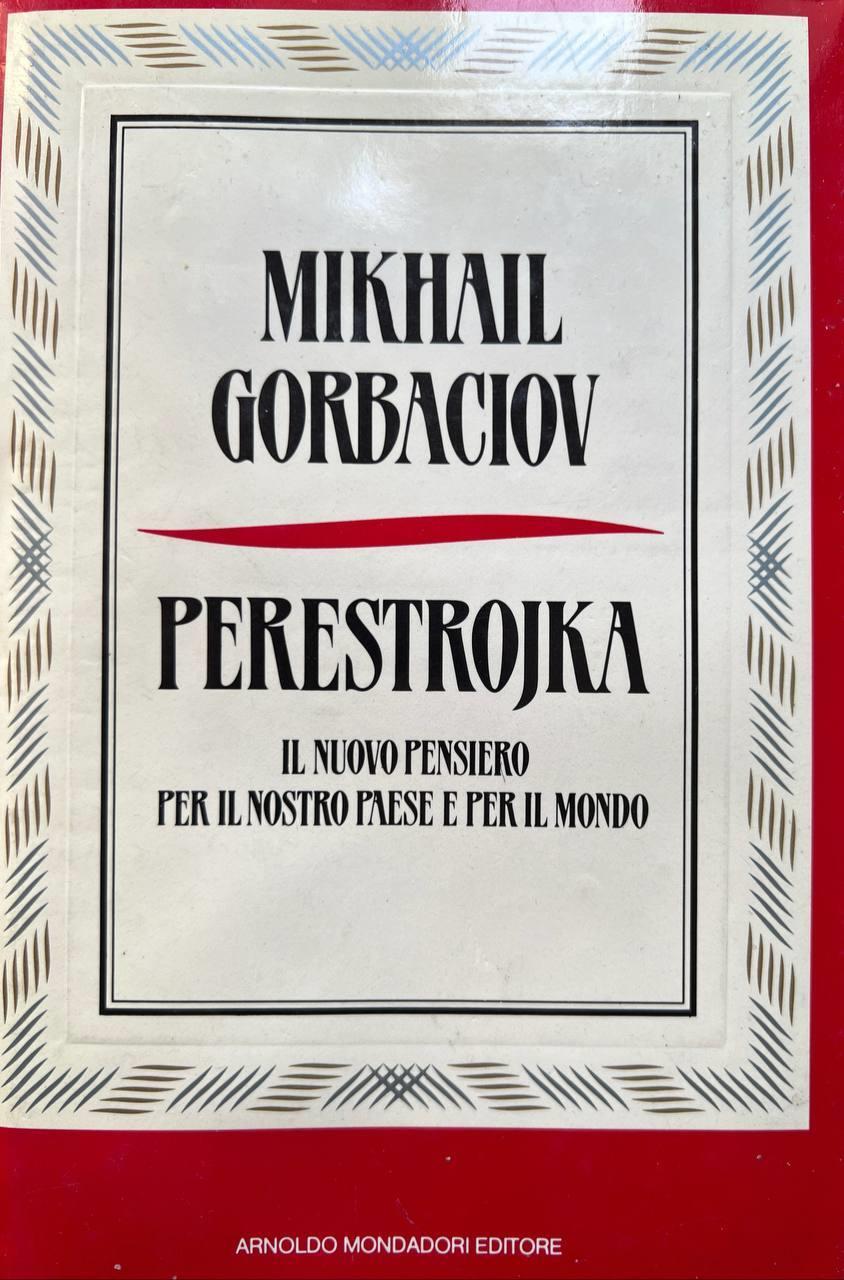 MIKHAIL
GORBACIOV
PERESTROJKA
IL NUOVO PENSIERO
PER IL NOSTRO PAESE E PER IL MONDO
ARNOLDO MONDADORI EDITORE